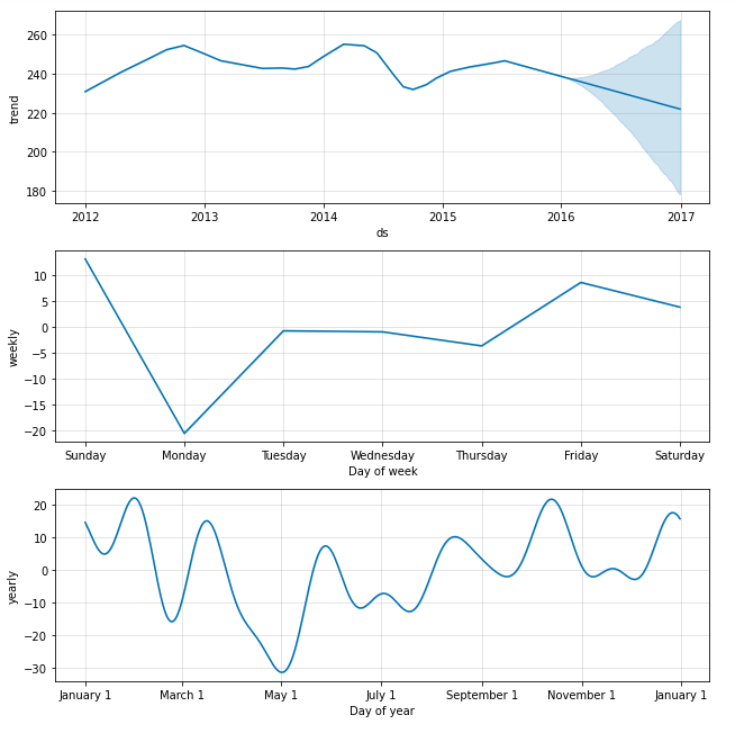 260
240
220
200
180
trend
2012 2013 2014 2015 2016 2017
ds
10
5
0
−5
−10
−15
−20
weekly
Sunday Monday Tuesday Wednesday Thursday Friday Saturday
Day of week
20
10
0
−10
−20
−30
yearly
January 1 March 1 May 1 July 1 September 1 November 1 January 1
Day of year